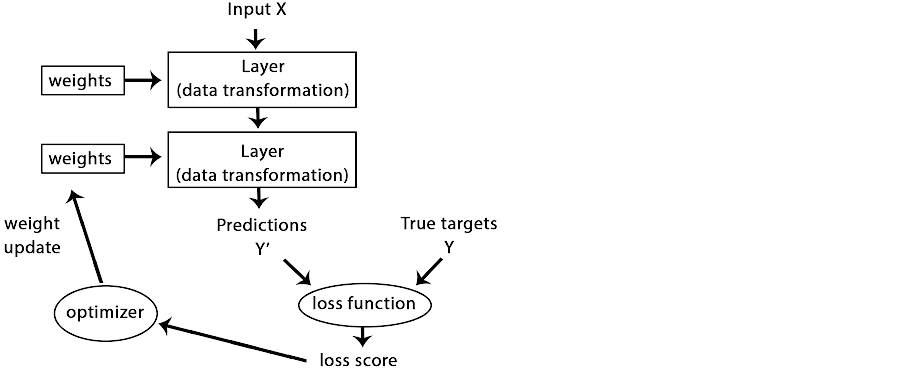 Input X
Layer
(data transformation)
weights
Layer
(data transformation)
weights
Predictions
Y'
True targets
Y
weight
update
loss function
optimizer
loss score